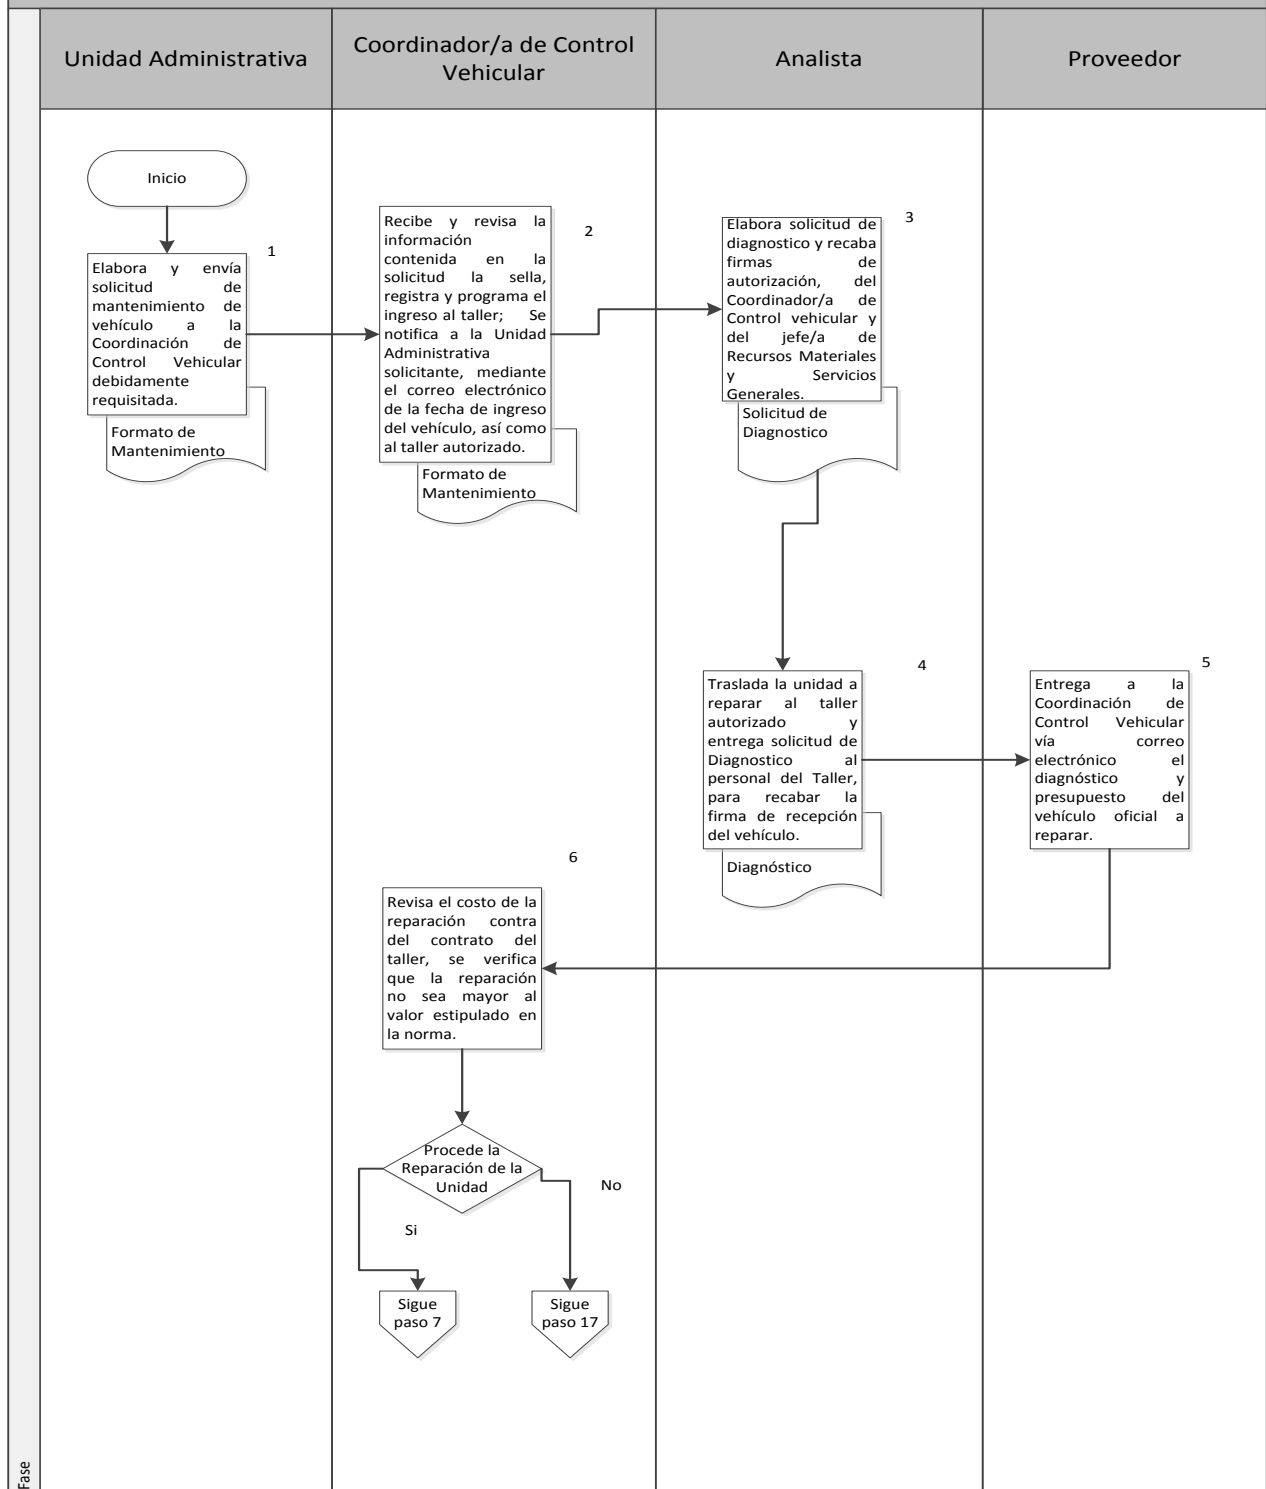 Unidad Administrativa
Coordinador/a de Control
Vehicular
Analista
Proveedor
Inicio
1
Elabora y envía
solicitud de
mantenimiento de
vehículo a la
Coordinación de
Control Vehicular
debidamente
requisitada.
Formato de
Mantenimiento
2
Recibe y revisa la
información
contenida en la
solicitud la sella,
registra y programa el
ingreso al taller; Se
notifica a la Unidad
Administrativa
solicitante, mediante
el correo electrónico
de la fecha de ingreso
del vehículo, así como
al taller autorizado.
Formato de
Mantenimiento
3
Elabora solicitud de
diagnostico y recaba
firmas de
autorización, del
Coordinador/a de
Control vehicular y
del jefe/a de
Recursos Materiales
y Servicios
Generales.
Solicitud de
Diagnostico
4
Traslada la unidad a
reparar al taller
autorizado y
entrega solicitud de
Diagnostico al
personal del Taller,
para recabar la
firma de recepción
del vehículo.
Diagnóstico
5
Entrega a la
Coordinación de
Control Vehicular
vía correo
electrónico el
diagnóstico y
presupuesto del
vehículo oficial a
reparar.
6
Revisa el costo de la
reparación contra
del contrato del
taller, se verifica
que la reparación
no sea mayor al
valor estipulado en
la norma.
Procede la
Reparación de la
Unidad
No
Si
Sigue
paso 7
Sigue
paso 17
Fase